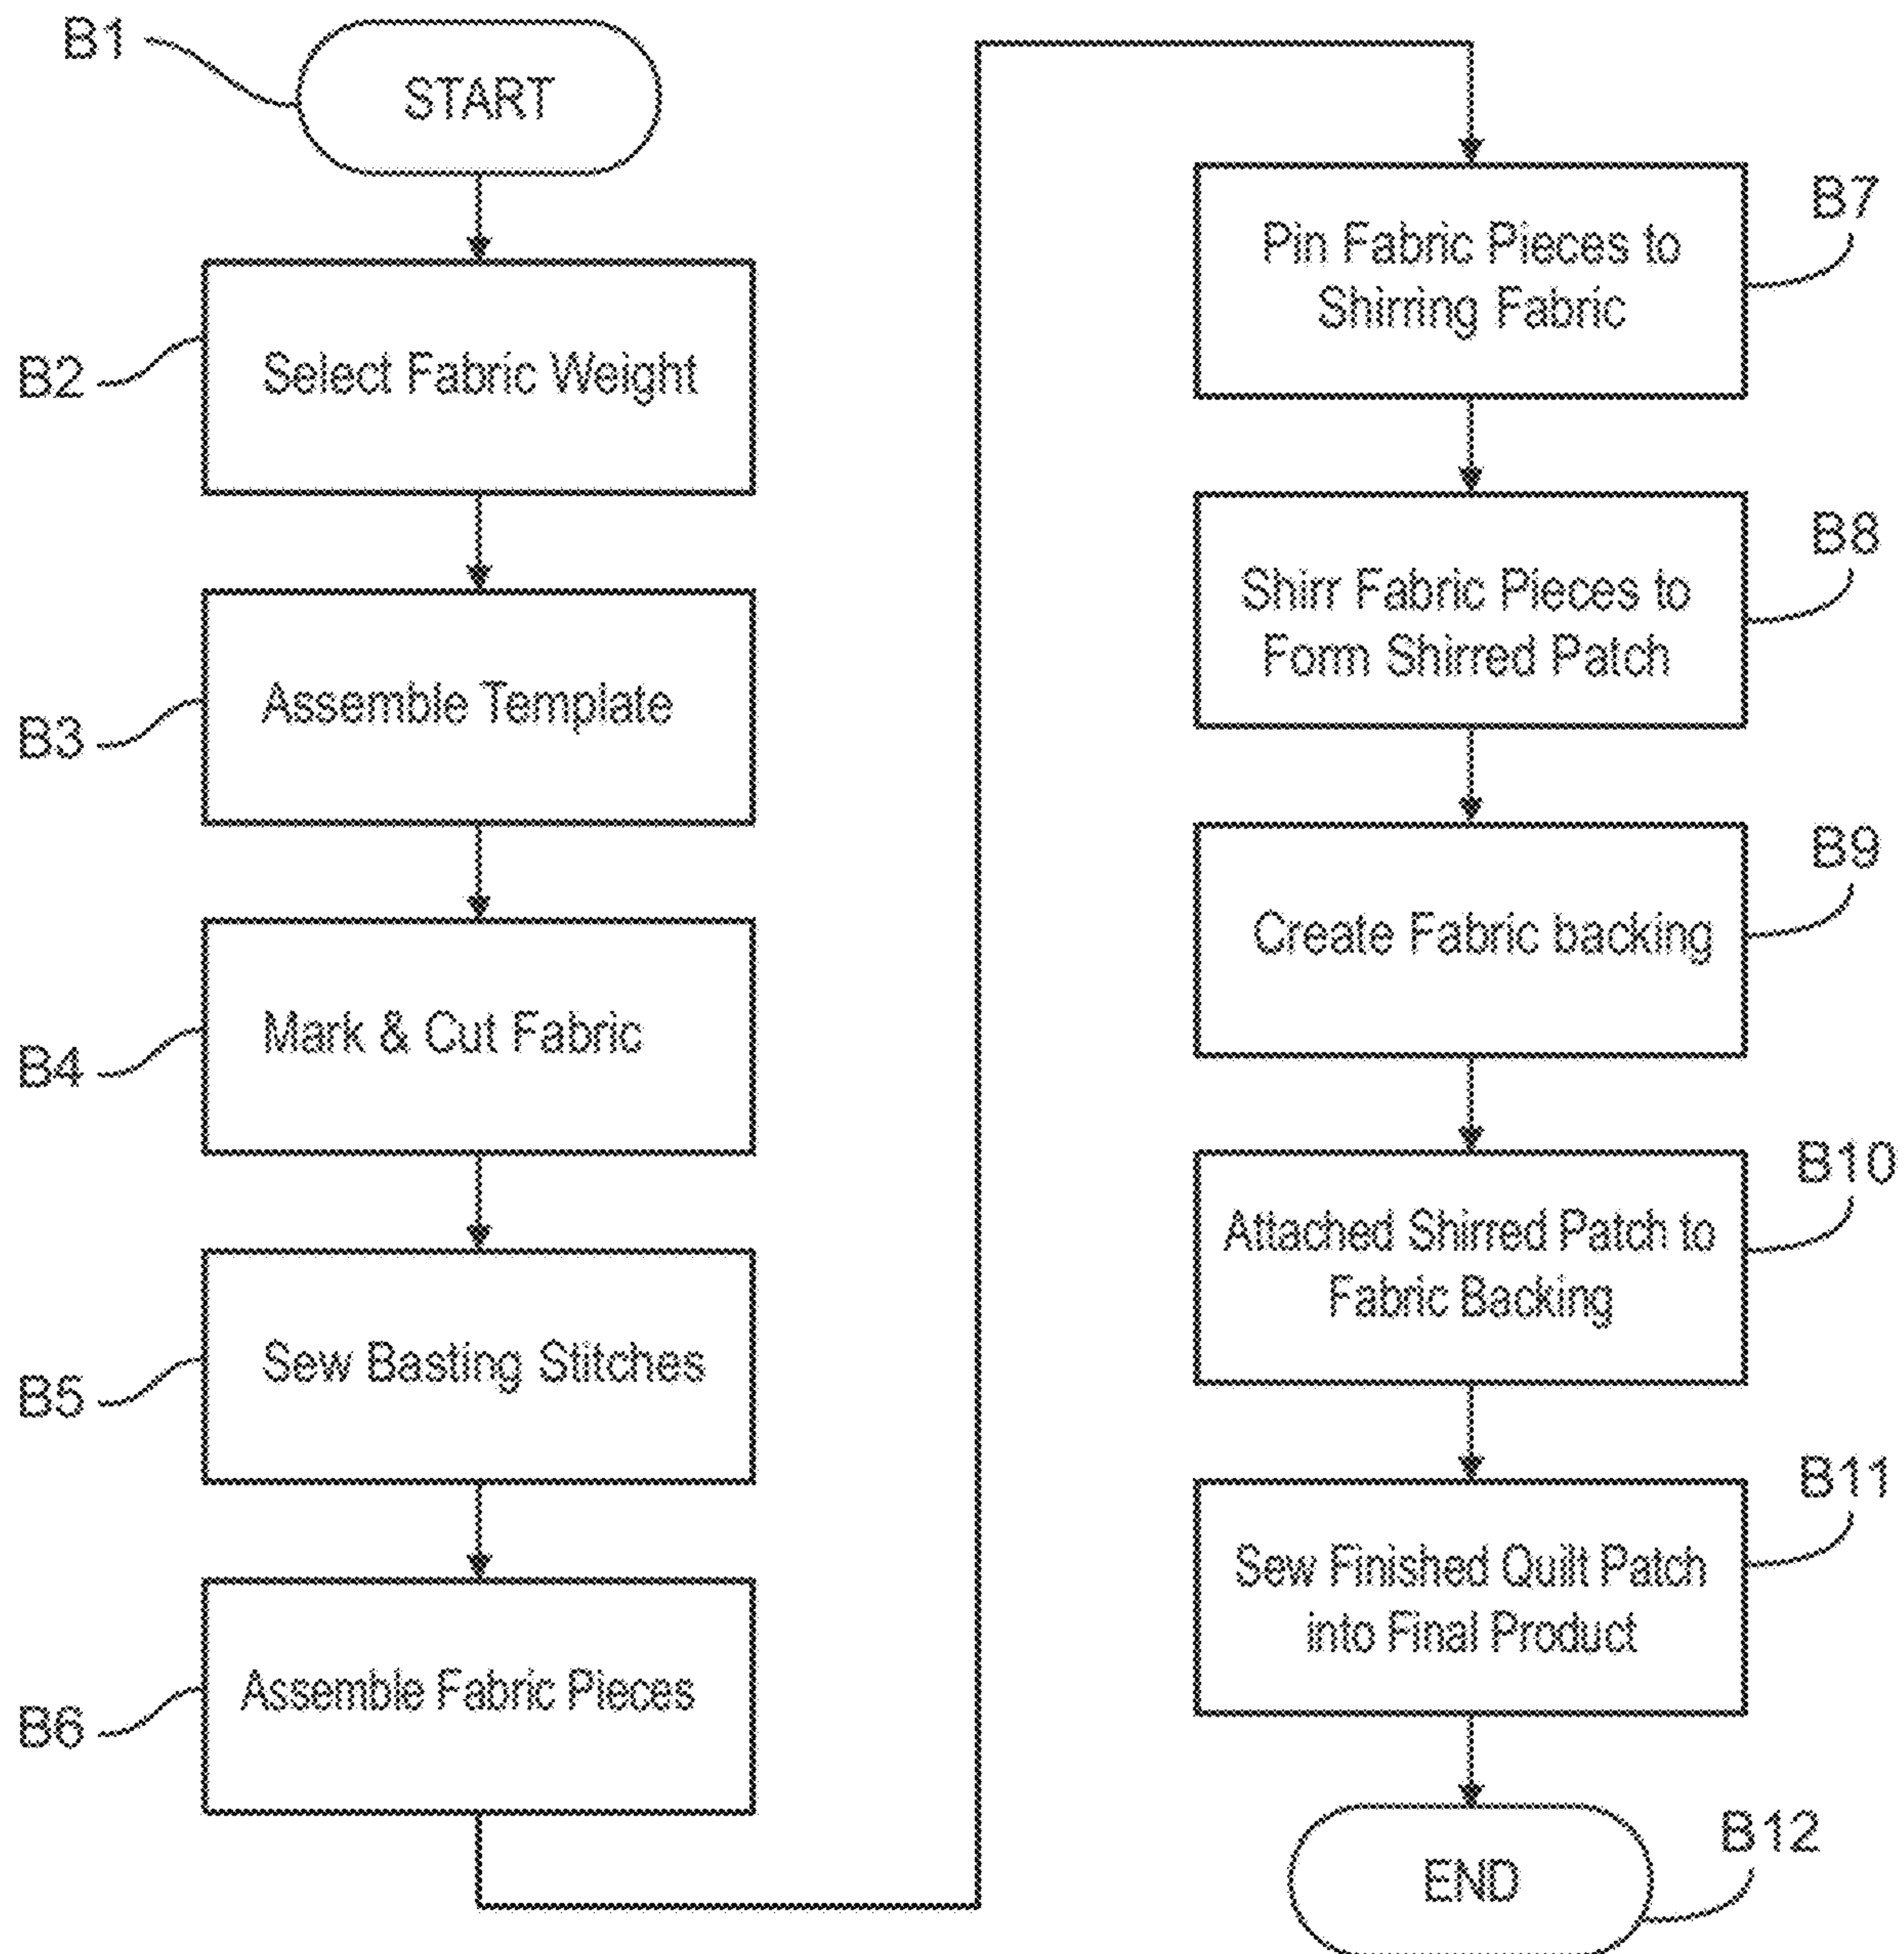 B1
START
B2
Select Fabric Weight
B3
Assemble Template
B4
Mark & Cut Fabric
B5
Sew Basting Stitches
B6
Assemble Fabric Pieces
B7
Pin Fabric Pieces to
Shirring Fabric
B8
Shirr Fabric Pieces to
Form Shirred Patch
B9
Create Fabric backing
B10
Attached Shirred Patch to
Fabric Backing
B11
Sew Finished Quilt Patch
into Final Product
B12
END